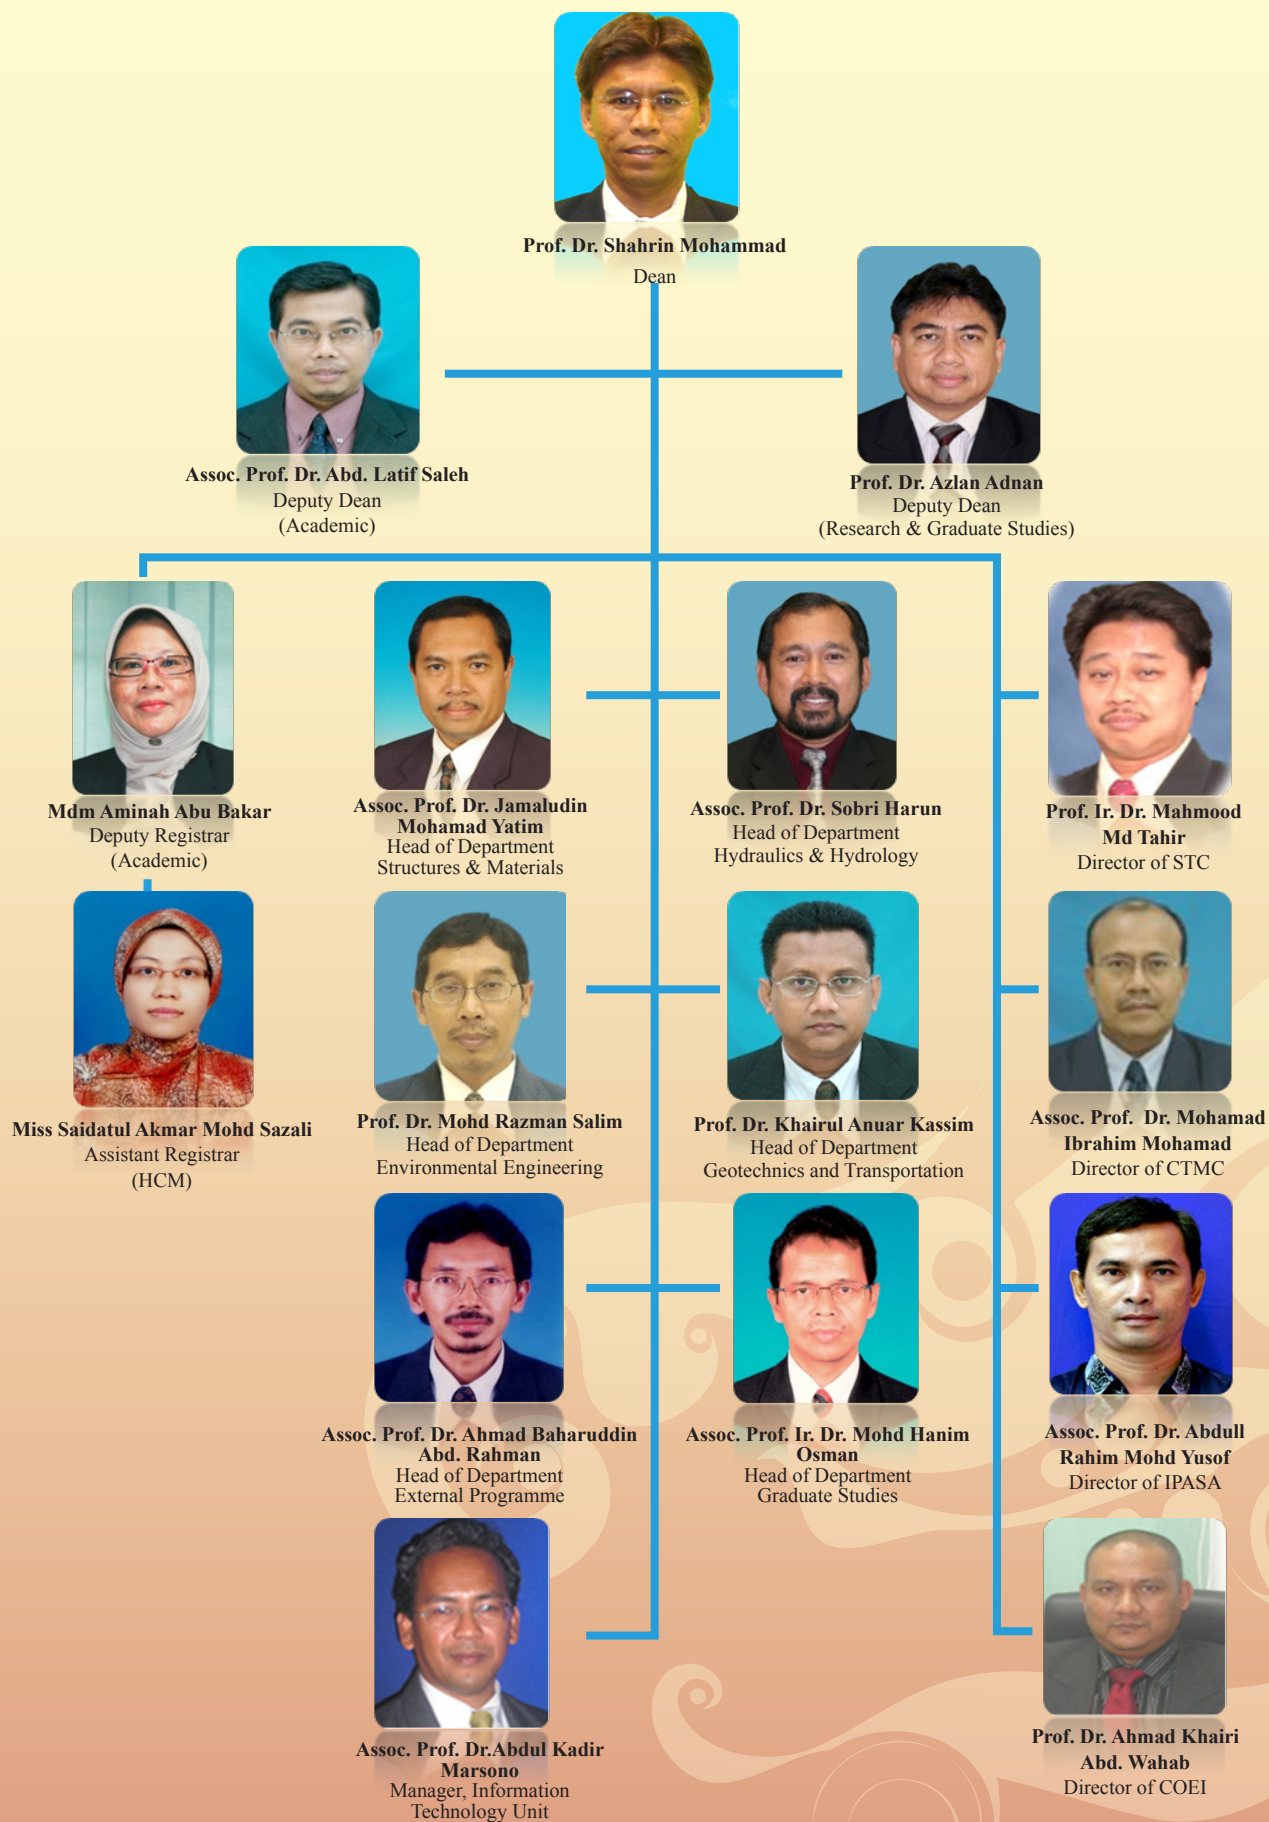 Prof. Dr. Shahrin Mohammad
Dean
Assoc. Prof. Dr. Abd. Latif Saleh
Deputy Dean
(Academic)
Prof. Dr. Azlan Adnan
Deputy Dean
(Research & Graduate Studies)
Mdm Aminah Abu Bakar
Deputy Registrar
(Academic)
Assoc. Prof. Dr. Jamaludin
Mohamad Yatim
Head of Department
Structures & Materials
Assoc. Prof. Dr. Sobri Harun
Head of Department
Hydraulics & Hydrology
Prof. Ir. Dr. Mahmood
Md Tahir
Director of STC
Miss Saidatul Akmar Mohd Sazali
Assistant Registrar
(HCM)
Prof. Dr. Mohd Razman Salim
Head of Department
Environmental Engineering
Prof. Dr. Khairul Anuar Kassim
Head of Department
Geotechnics and Transportation
Assoc. Prof.  Dr. Mohamad
Ibrahim Mohamad
Director of CTMC
Assoc. Prof. Dr. Ahmad Baharuddin
Abd. Rahman
Head of Department
External Programme
Assoc. Prof. Ir. Dr. Mohd Hanim
Osman
Head of Department
Graduate Studies
Assoc. Prof. Dr. Abdull
Rahim Mohd Yusof
Director of IPASA
Assoc. Prof. Dr.Abdul Kadir
Marsono
Manager, Information
Technology Unit
Prof. Dr. Ahmad Khairi
Abd. Wahab
Director of COEI